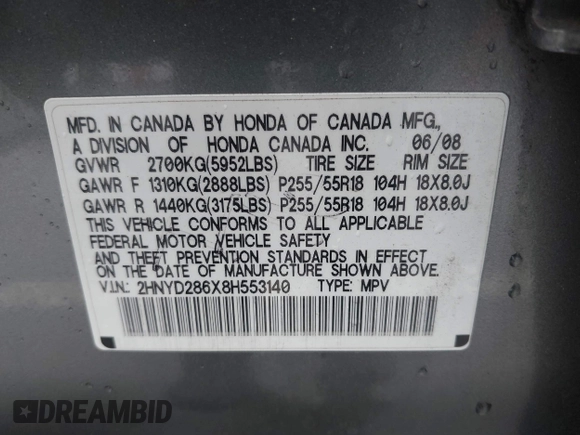 MFD. IN CANADA BY HONDA OF CANADA MFG.,
A DIVISION OF HONDA CANADA INC. 06/08
GVWR 2700KG(5952LBS) TIRE SIZE RIM SIZE
GAWR F 1310KG(2888LBS) P255/55R18 104H 18X8.0J
GAWR R 1440KG(3175LBS) P255/55R18 104H 18X8.0J
THIS VEHICLE CONFORMS TO ALL APPLICABLE
FEDERAL MOTOR VEHICLE SAFETY
AND THEFT PREVENTION STANDARDS IN EFFECT
ON THE DATE OF MANUFACTURE SHOWN ABOVE.
V.I.N.: 2HNYD286X8H553140 TYPE: MPV
DREAMBID